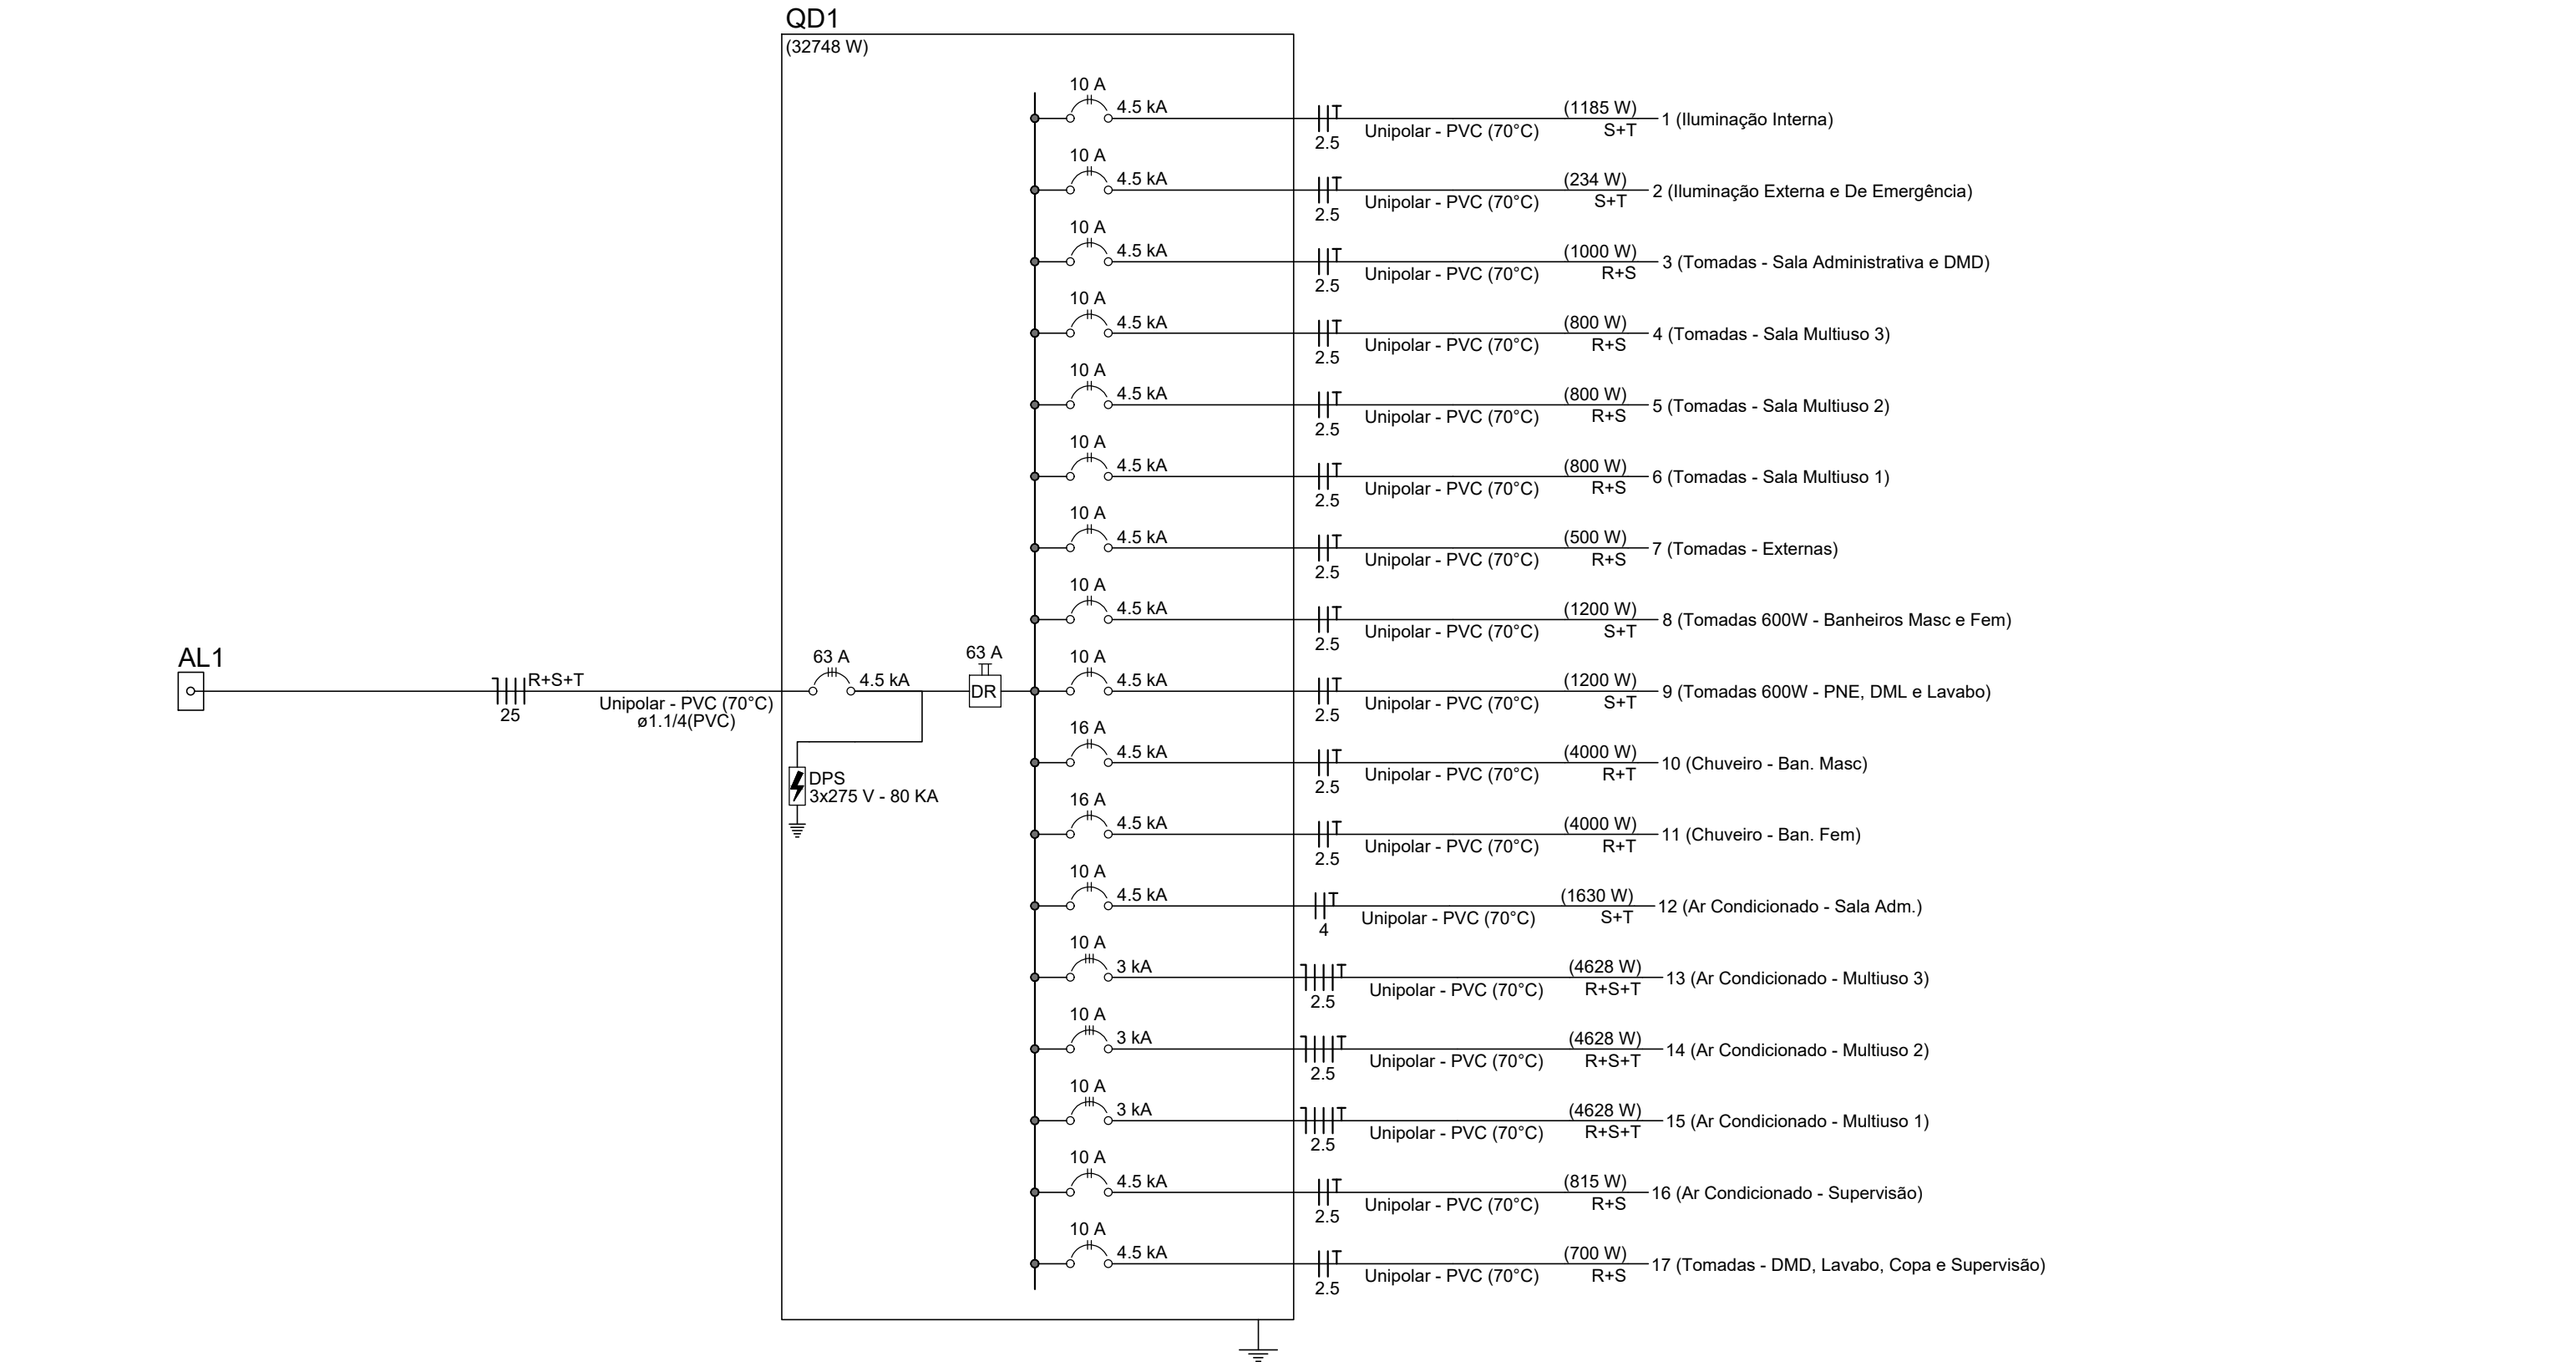 QD1
(32748 W)
10 A
4.5 kA
(1185 W)
2.5
Unipolar - PVC (70°C)
S+T
1 (Iluminação Interna)
10 A
4.5 kA
(234 W)
2.5
Unipolar - PVC (70°C)
S+T
2 (Iluminação Externa e De Emergência)
10 A
4.5 kA
(1000 W)
2.5
Unipolar - PVC (70°C)
R+S
3 (Tomadas - Sala Administrativa e DMD)
10 A
4.5 kA
(800 W)
2.5
Unipolar - PVC (70°C)
R+S
4 (Tomadas - Sala Multiuso 3)
10 A
4.5 kA
(800 W)
2.5
Unipolar - PVC (70°C)
R+S
5 (Tomadas - Sala Multiuso 2)
10 A
4.5 kA
(800 W)
2.5
Unipolar - PVC (70°C)
R+S
6 (Tomadas - Sala Multiuso 1)
10 A
4.5 kA
(500 W)
2.5
Unipolar - PVC (70°C)
R+S
7 (Tomadas - Externas)
10 A
4.5 kA
(1200 W)
2.5
Unipolar - PVC (70°C)
S+T
8 (Tomadas 600W - Banheiros Masc e Fem)
AL1
R+S+T
25
Unipolar - PVC (70°C)
ø1.1/4(PVC)
63 A
4.5 kA
63 A
DR
DPS
3x275 V - 80 KA
10 A
4.5 kA
(1200 W)
2.5
Unipolar - PVC (70°C)
S+T
9 (Tomadas 600W - PNE, DML e Lavabo)
16 A
4.5 kA
(4000 W)
2.5
Unipolar - PVC (70°C)
R+T
10 (Chuveiro - Ban. Masc)
16 A
4.5 kA
(4000 W)
2.5
Unipolar - PVC (70°C)
R+T
11 (Chuveiro - Ban. Fem)
10 A
4.5 kA
(1630 W)
4
Unipolar - PVC (70°C)
S+T
12 (Ar Condicionado - Sala Adm.)
10 A
3 kA
(4628 W)
2.5
Unipolar - PVC (70°C)
R+S+T
13 (Ar Condicionado - Multiuso 3)
10 A
3 kA
(4628 W)
2.5
Unipolar - PVC (70°C)
R+S+T
14 (Ar Condicionado - Multiuso 2)
10 A
3 kA
(4628 W)
2.5
Unipolar - PVC (70°C)
R+S+T
15 (Ar Condicionado - Multiuso 1)
10 A
4.5 kA
(815 W)
2.5
Unipolar - PVC (70°C)
R+S
16 (Ar Condicionado - Supervisão)
10 A
4.5 kA
(700 W)
2.5
Unipolar - PVC (70°C)
R+S
17 (Tomadas - DMD, Lavabo, Copa e Supervisão)